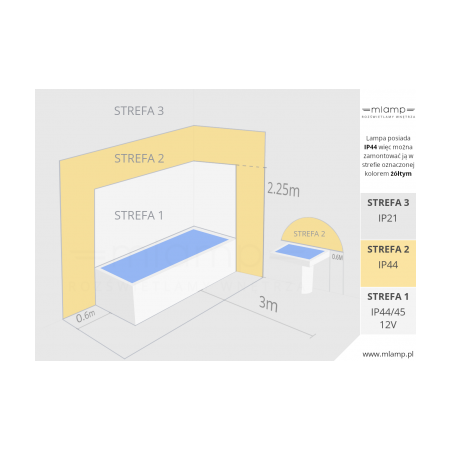 STREFA 3
STREFA 2
STREFA 1
2.25m
STREFA 2
0.6M
0.6m
3m
mlamp
ROZŚWIETLAMY WNĘTRZA
Lampa posiada
IP44 więc można
zamontować ją w
strefie oznaczonej
kolorem żółtym
STREFA 3
IP21
STREFA 2
IP44
STREFA 1
IP44/45
12V
www.mlamp.pl